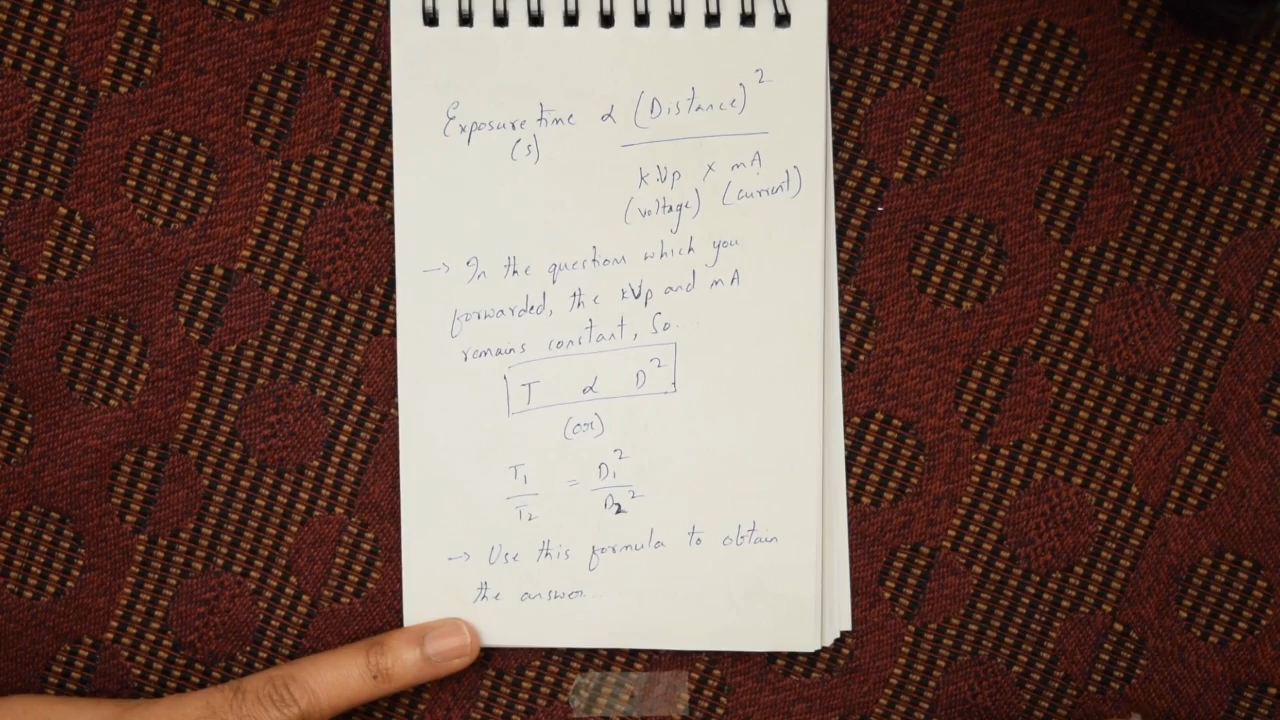 Exposure time α (Distance)²
(s)
kVp x mA
(voltage) (current)
→ In the question which you
forwarded, the kVp and mA
remains constant, So..
T α D²
(or)
T₁ = D₁²
T₂ D₂²
→ Use this formula to obtain
the answer....